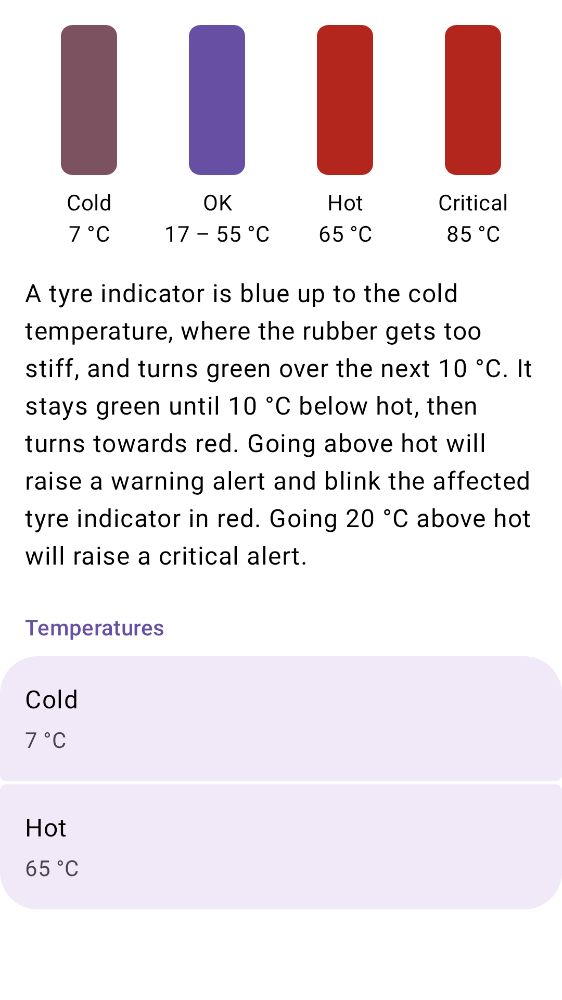 Cold
7 °C
OK
17 – 55 °C
Hot
65 °C
Critical
85 °C
A tyre indicator is blue up to the cold
temperature, where the rubber gets too
stiff, and turns green over the next 10 °C. It
stays green until 10 °C below hot, then
turns towards red. Going above hot will
raise a warning alert and blink the affected
tyre indicator in red. Going 20 °C above hot
will raise a critical alert.
Temperatures
Cold
7 °C
Hot
65 °C